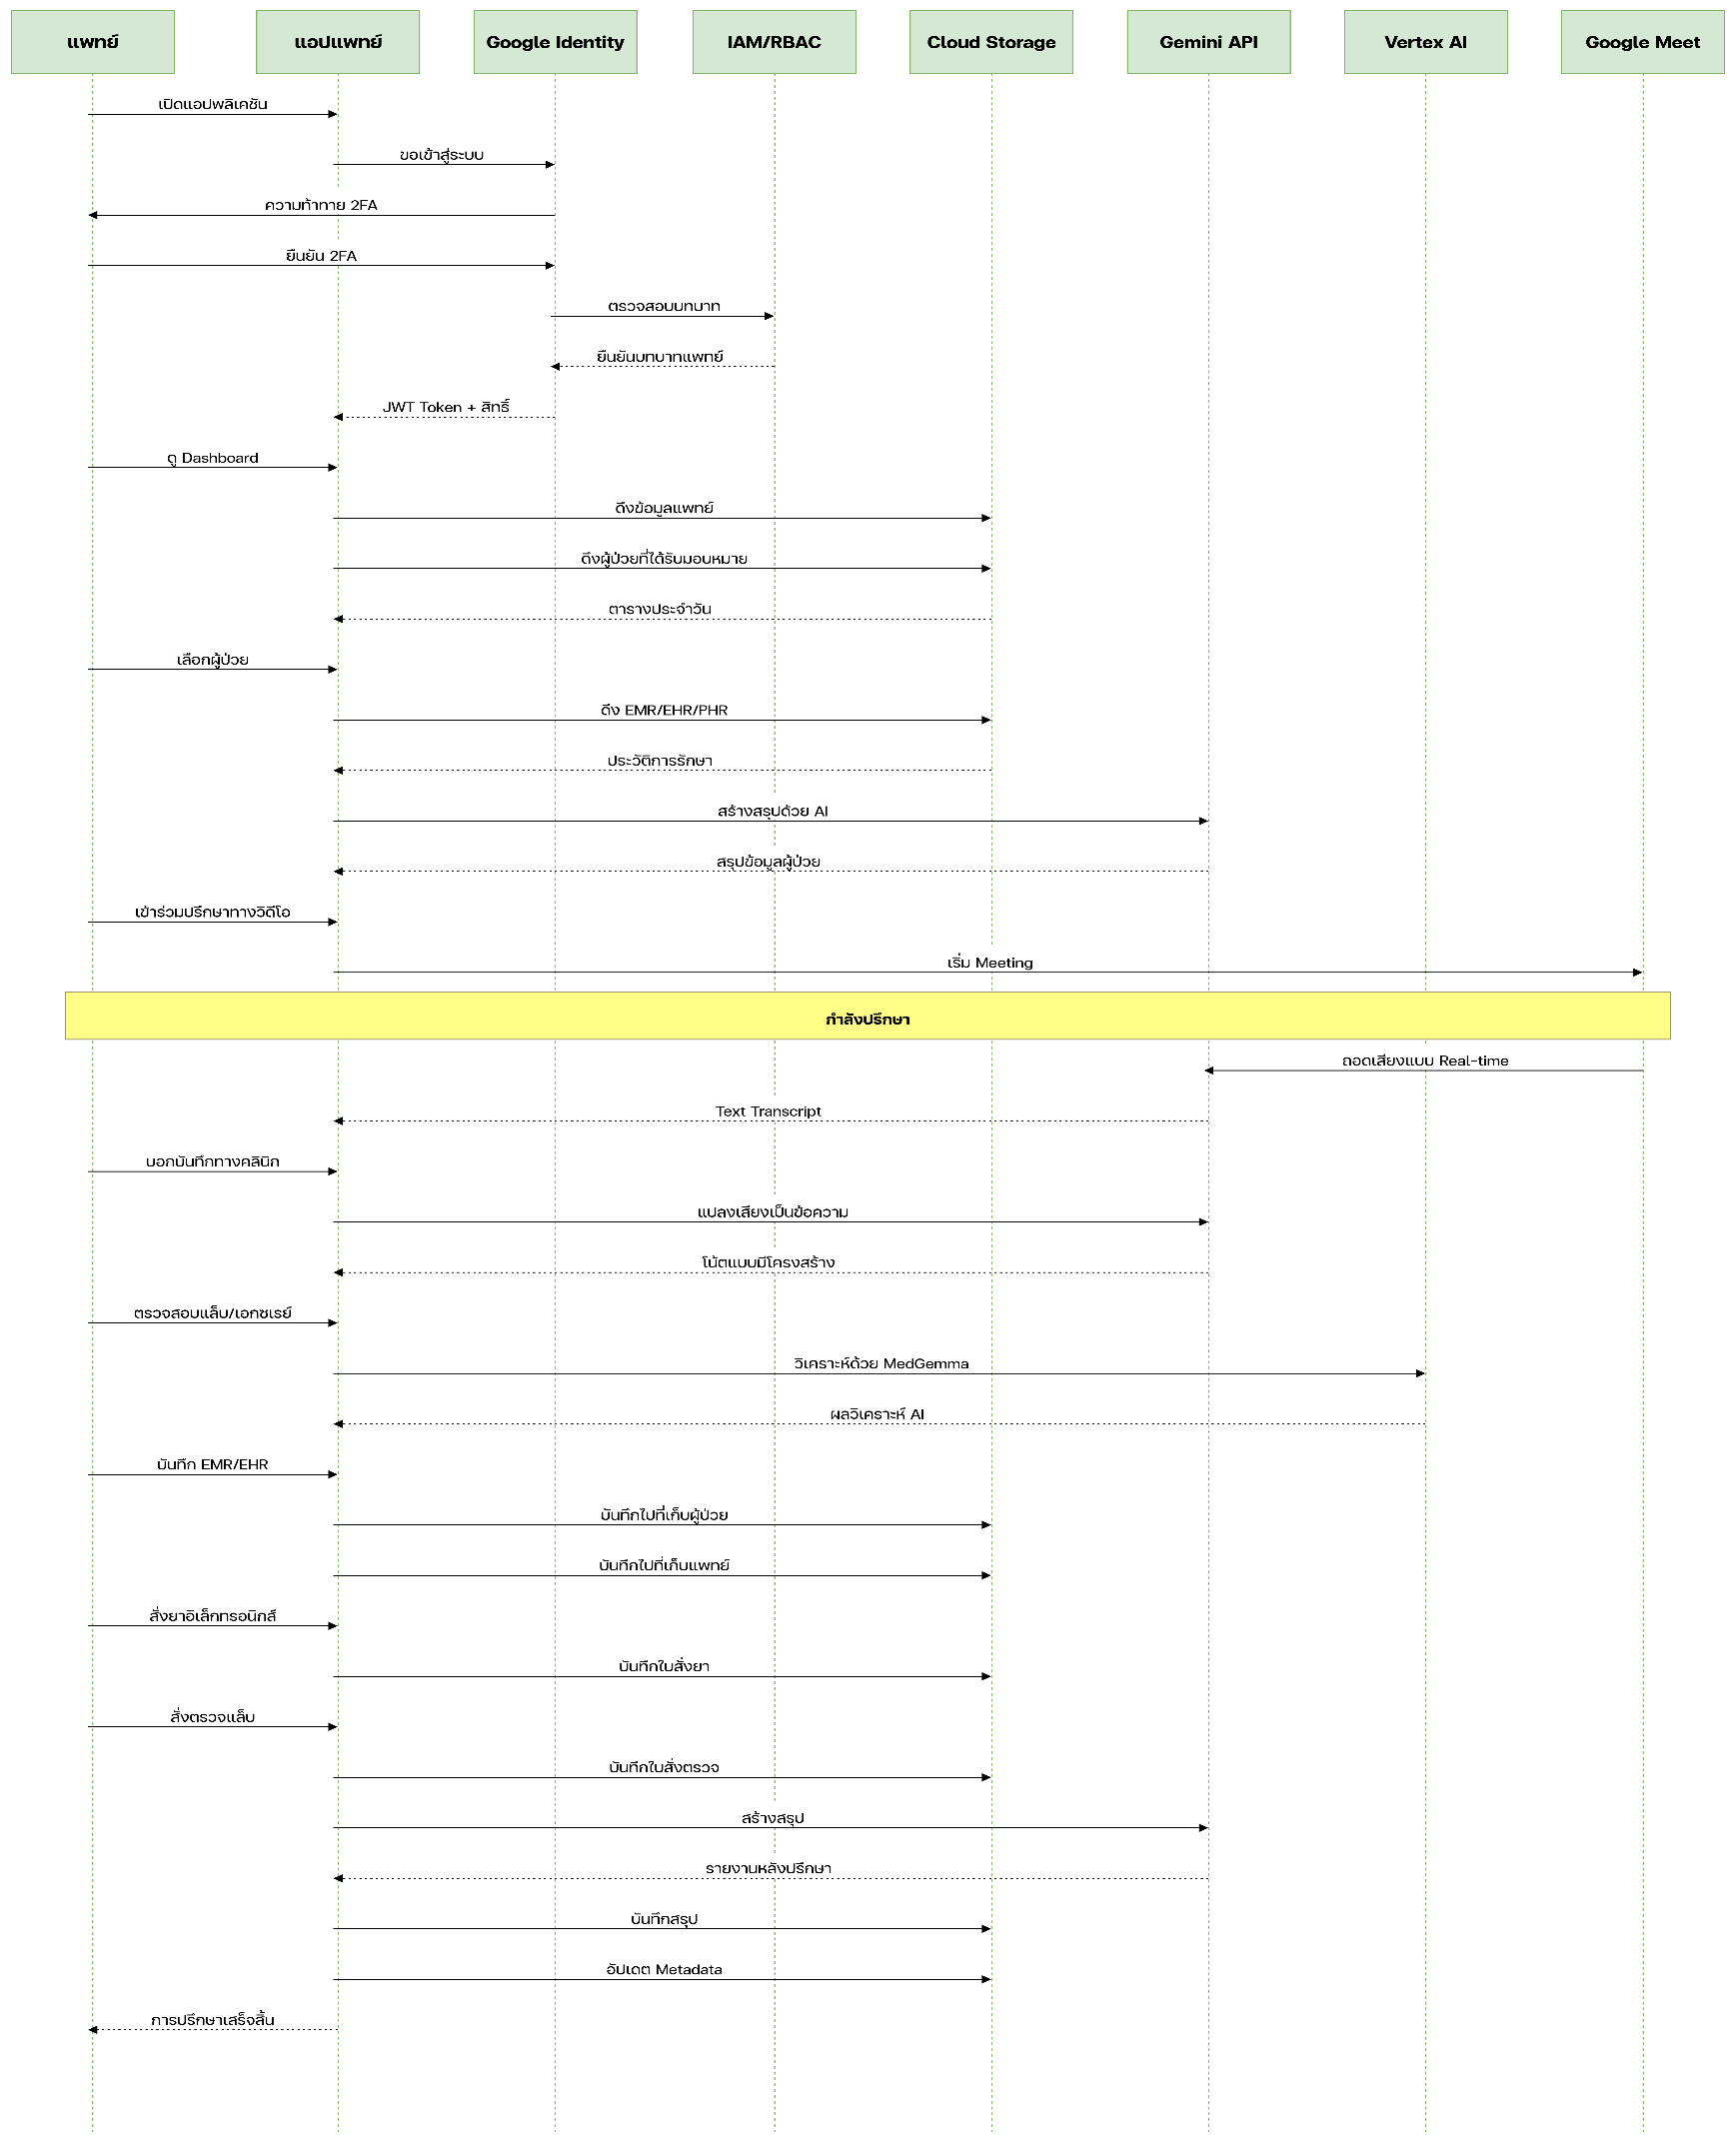 แพทย์
แอปแพทย์
Google Identity
IAM/RBAC
Cloud Storage
Gemini API
Vertex AI
Google Meet
เปิดแอปพลิเคชัน
ขอเข้าสู่ระบบ
ความท้าทาย 2FA
ยืนยัน 2FA
ตรวจสอบบทบาท
ยืนยันบทบาทแพทย์
JWT Token + สิทธิ์
ดู Dashboard
ดึงข้อมูลแพทย์
ดึงผู้ป่วยที่ได้รับมอบหมาย
ตารางประจำวัน
เลือกผู้ป่วย
ดึง EMR/EHR/PHR
ประวัติการรักษา
สร้างสรุปด้วย AI
สรุปข้อมูลผู้ป่วย
เข้าร่วมปรึกษาทางวิดีโอ
เริ่ม Meeting
กำลังปรึกษา
ถอดเสียงแบบ Real-time
Text Transcript
บอกบันทึกทางคลินิก
แปลงเสียงเป็นข้อความ
โน้ตแบบมีโครงสร้าง
ตรวจสอบแล็บ/เอกซเรย์
วิเคราะห์ด้วย MedGemma
ผลวิเคราะห์ AI
บันทึก EMR/EHR
บันทึกไปที่เก็บผู้ป่วย
บันทึกไปที่เก็บแพทย์
สั่งยาอิเล็กทรอนิกส์
บันทึกใบสั่งยา
สั่งตรวจแล็บ
บันทึกใบสั่งตรวจ
สร้างสรุป
รายงานหลังปรึกษา
บันทึกสรุป
อัปเดต Metadata
การปรึกษาเสร็จสิ้น